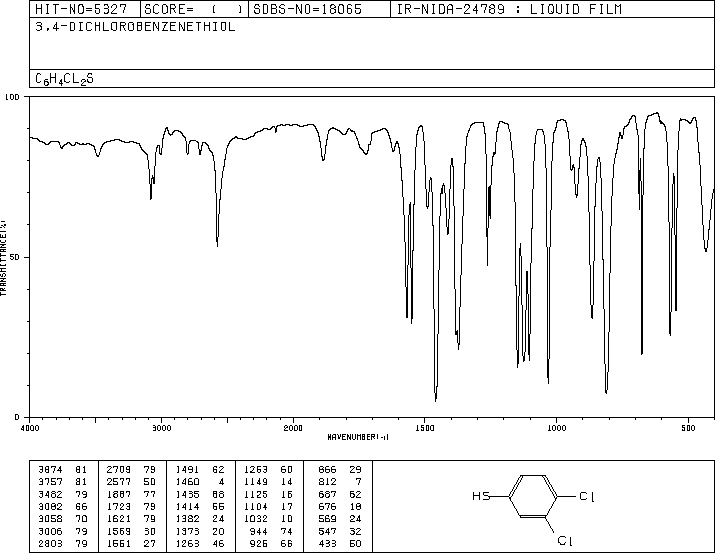 HIT-NO=5327 SCORE= ( ) SDBS-NO=18065 IR-NIDA-24789 : LIQUID FILM
3,4-DICHLOROBENZENETHIOL
C6H4CL2S
100
50
0
TRANSMITTANCE(%)
4000 3000 2000 1500 1000 500
WAVENUMBER(-1)
3874 81 2709 79 1491 62 1263 60 866 29
3757 81 2577 50 1460 4 1149 14 812 7
3482 79 1887 77 1435 68 1125 16 687 62
3082 66 1729 79 1414 55 1104 17 676 18
3058 70 1621 79 1382 24 1032 10 569 24
3006 79 1569 30 1373 20 944 74 547 32
2803 79 1551 27 1263 46 926 66 433 50
HS
Cl
Cl